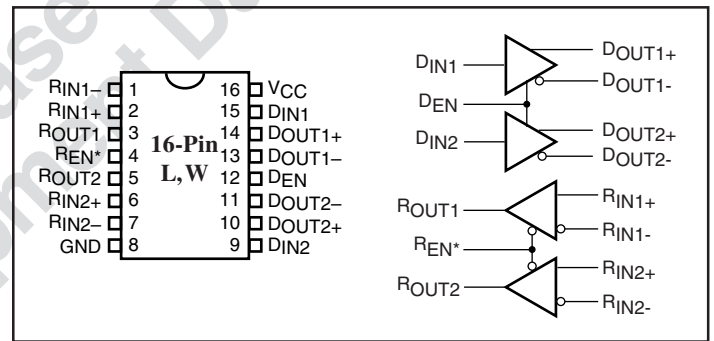 RIN1–
RIN1+
ROUT1
REN*
ROUT2
RIN2+
RIN2–
GND
1
2
3
4
5
6
7
8
16-Pin
L, W
16
15
14
13
12
11
10
9
VCC
DIN1
DOUT1+
DOUT1–
DEN
DOUT2–
DOUT2+
DIN2
DIN1
DEN
DIN2
DOUT1+
DOUT1-
DOUT2+
DOUT2-
ROUT1
REN*
ROUT2
RIN1+
RIN1-
RIN2+
RIN2-